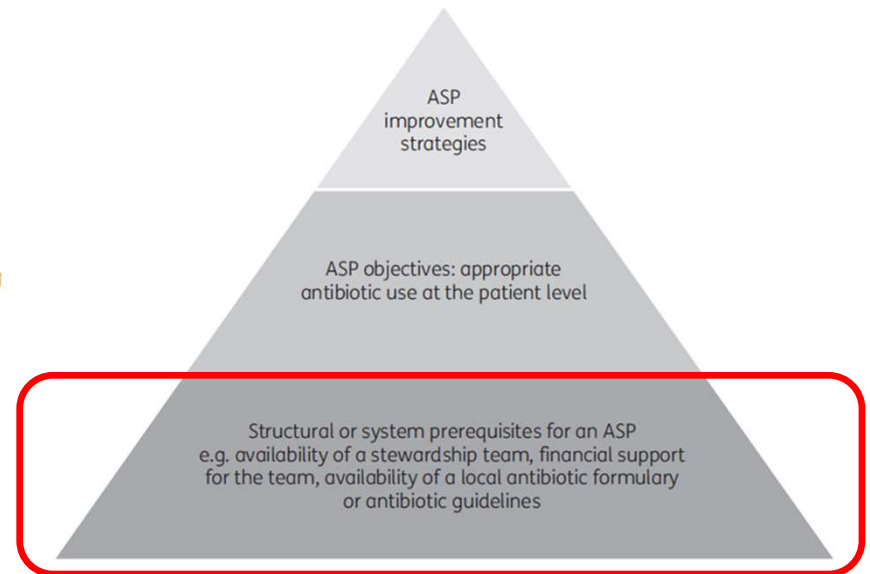 ASP
improvement
strategies
ASP objectives: appropriate
antibiotic use at the patient level
Structural or system prerequisites for an ASP
e.g. availability of a stewardship team, financial support
for the team, availability of a local antibiotic formulary
or antibiotic guidelines